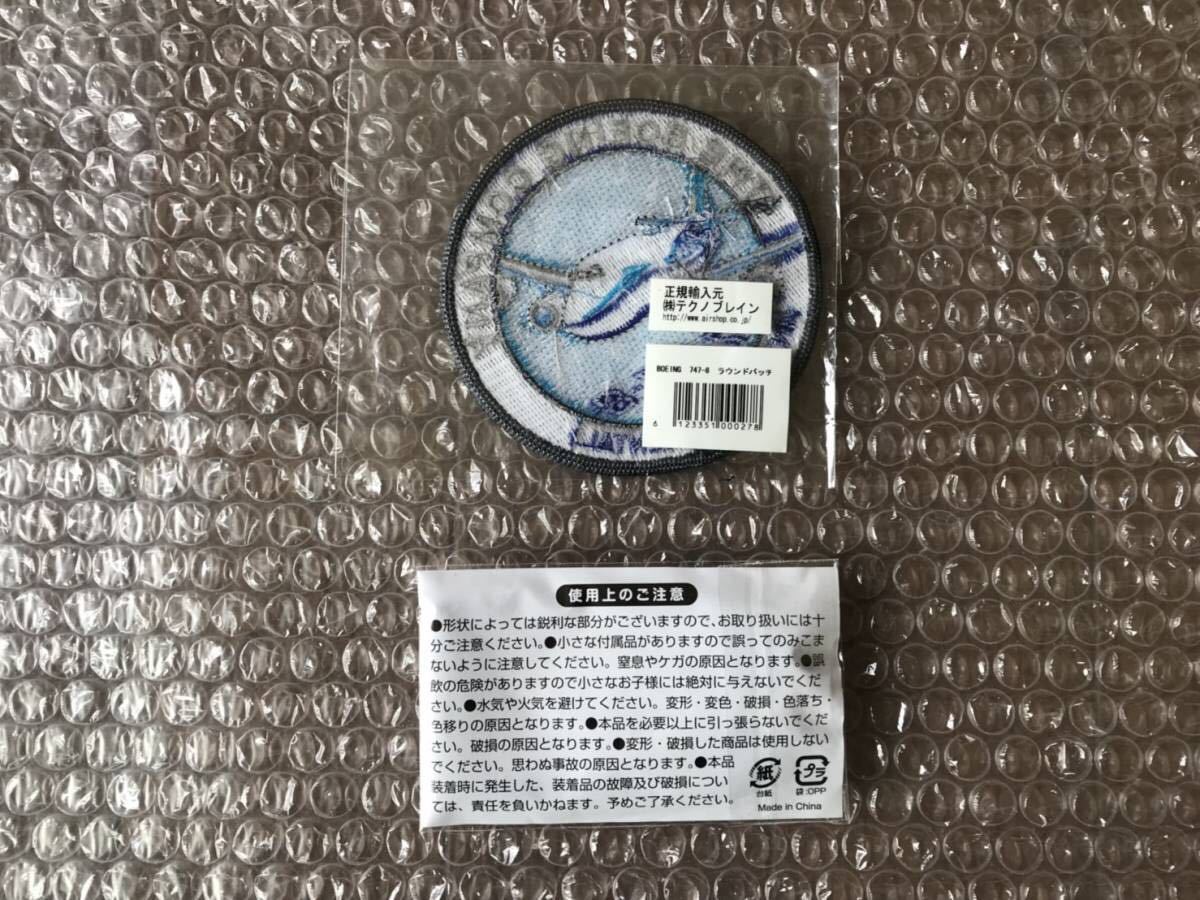 正規輸入元
㈱テクノブレイン
http://www.airshop.co.jp/
BOEING 747-8 ラウンドパッチ
6 123351 000278
使用上のご注意
●形状によっては鋭利な部分がございますので、お取り扱いには十
分ご注意ください。●小さな付属品がありますので誤ってのみこま
ないように注意してください。窒息やケガの原因となります。●誤
飲の危険がありますので小さなお子様には絶対に与えないでくだ
さい。●水気や火気を避けてください。変形・変色・破損・色落ち・
色移りの原因となります。●本品を必要以上に引っ張らないでくだ
さい。破損の原因となります。●変形・破損した商品は使用しない
でください。思わぬ事故の原因となります。●本品
装着時に発生した、装着品の故障及び破損につい
ては、責任を負いかねます。予めご了承ください。
紙
台紙
プラ
袋:OPP
Made in China